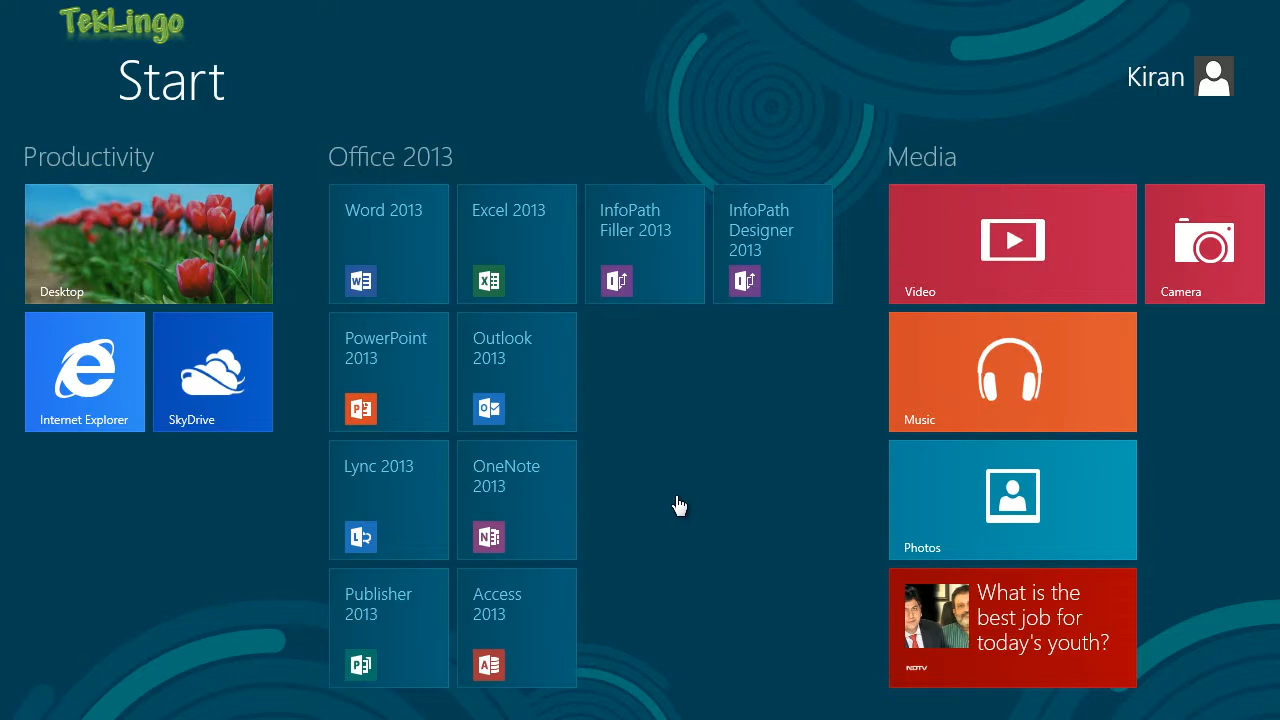 TekLingo
Start
Kiran
Productivity
Desktop
Internet Explorer
SkyDrive
Office 2013
Word 2013
Excel 2013
InfoPath
Filler 2013
InfoPath
Designer
2013
PowerPoint
2013
Outlook
2013
Lync 2013
OneNote
2013
Publisher
2013
Access
2013
Media
Video
Camera
Music
Photos
What is the
best job for
today's youth?
NDTV